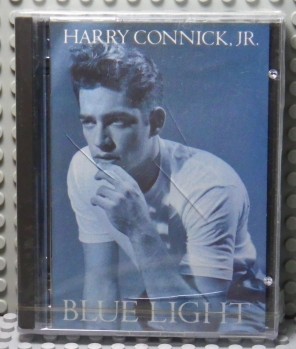 HARRY CONNICK, JR.
BLUE LIGHT